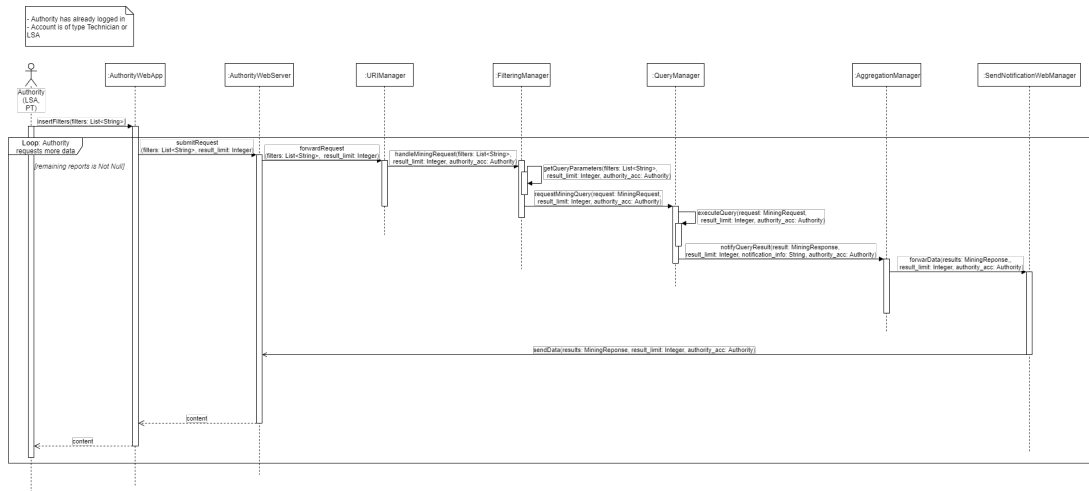 - Authority has already logged in
- Account is of type Technician or
LSA
Authority
(LSA,
PT)
:AuthorityWebApp
:AuthorityWebServer
:URIManager
:FilteringManager
:QueryManager
:AggregationManager
:SendNotificationWebManager
insertFilters(filters: List<String>)
Loop: Authority
requests more data
[remaining reports is Not Null]
submitRequest
(filters: List<String>, result_limit: Integer)
forwardRequest
(filters: List<String>, result_limit: Integer)
handleMiningRequest(filters: List<String>,
result_limit: Integer, authority_acc: Authority)
getQueryParameters(filters: List<String>,
result_limit: Integer, authority_acc: Authority)
requestMiningQuery(request: MiningRequest,
result_limit: Integer, authority_acc: Authority)
executeQuery(request: MiningRequest,
result_limit: Integer, authority_acc: Authority)
notifyQueryResult(result: MiningResponse,
result_limit: Integer, notification_info: String, authority_acc: Authority)
forwarData(results: MiningReponse,,
result_limit: Integer, authority_acc: Authority)
sendData(results: MiningReponse, result_limit: Integer, authority_acc: Authority)
content
content